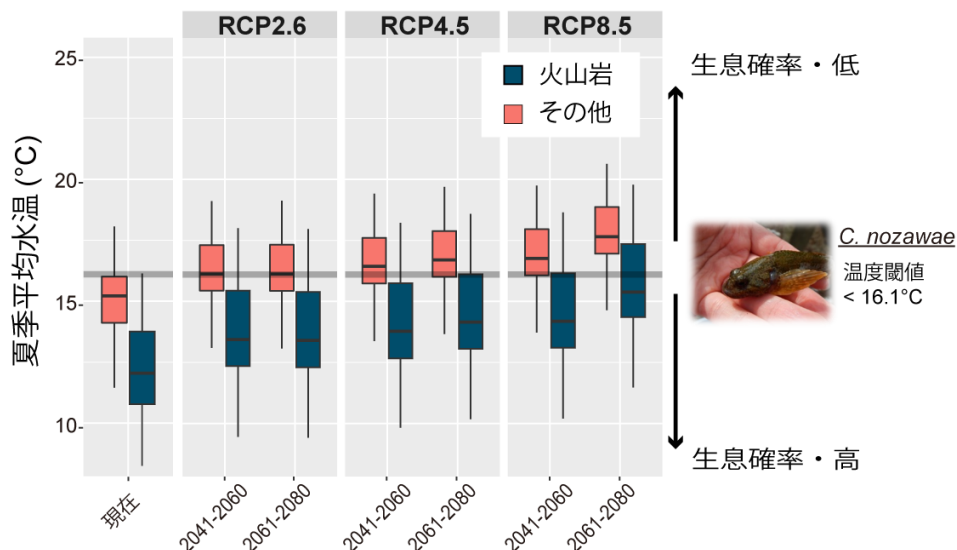 RCP2.6
RCP4.5
RCP8.5
火山岩
その他
夏季平均水温 (°C)
25
20
15
10
現在
2041-2060
2061-2080
2041-2060
2061-2080
2041-2060
2061-2080
生息確率・低
C. nozawae
温度閾値
< 16.1°C
生息確率・高